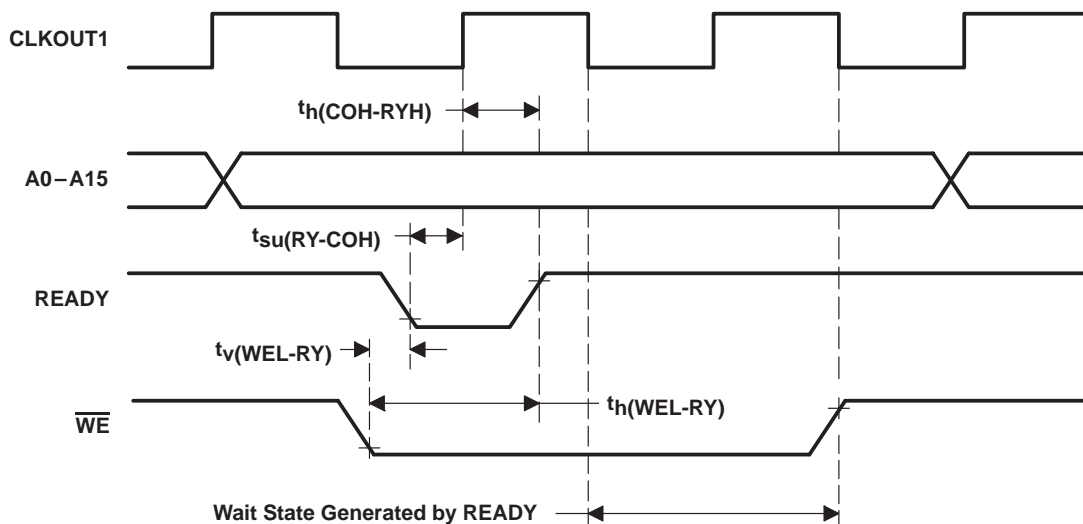 CLKOUT1
th(COH-RYH)
A0–A15
tsu(RY-COH)
READY
tv(WEL-RY)
th(WEL-RY)
WE
Wait State Generated by READY